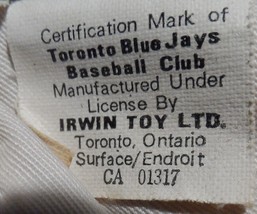 Certification Mark of
Toronto Blue Jays
Baseball Club
Manufactured Under
License By
IRWIN TOY LTD.
Toronto, Ontario
Surface/Endroit
CA 01317